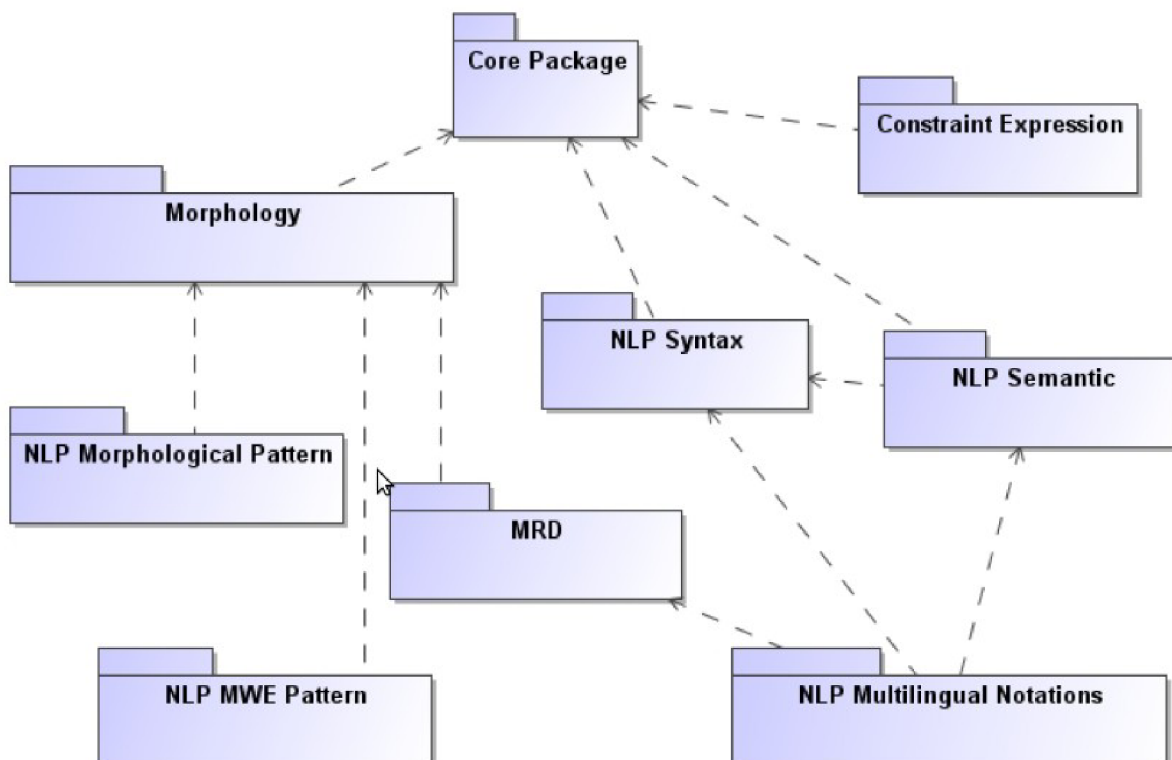 Core Package
Constraint Expression
Morphology
NLP Syntax
NLP Semantic
NLP Morphological Pattern
MRD
NLP MWE Pattern
NLP Multilingual Notations